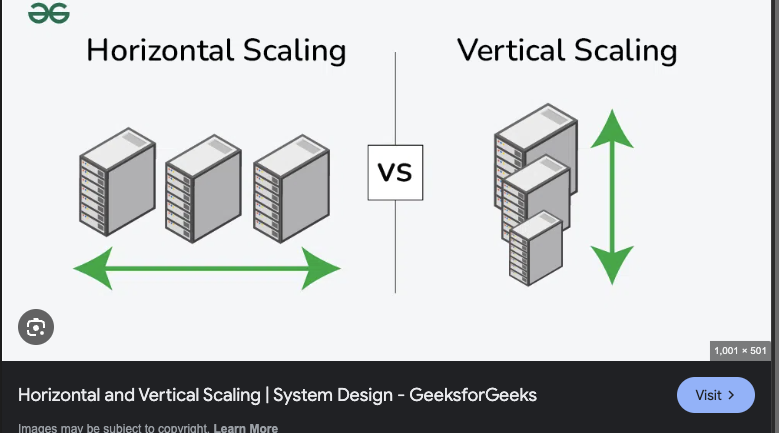 Horizontal Scaling
Vertical Scaling
VS
1,001 × 501
Horizontal and Vertical Scaling | System Design - GeeksforGeeks
Visit
Images may be subject to copyright. Learn More